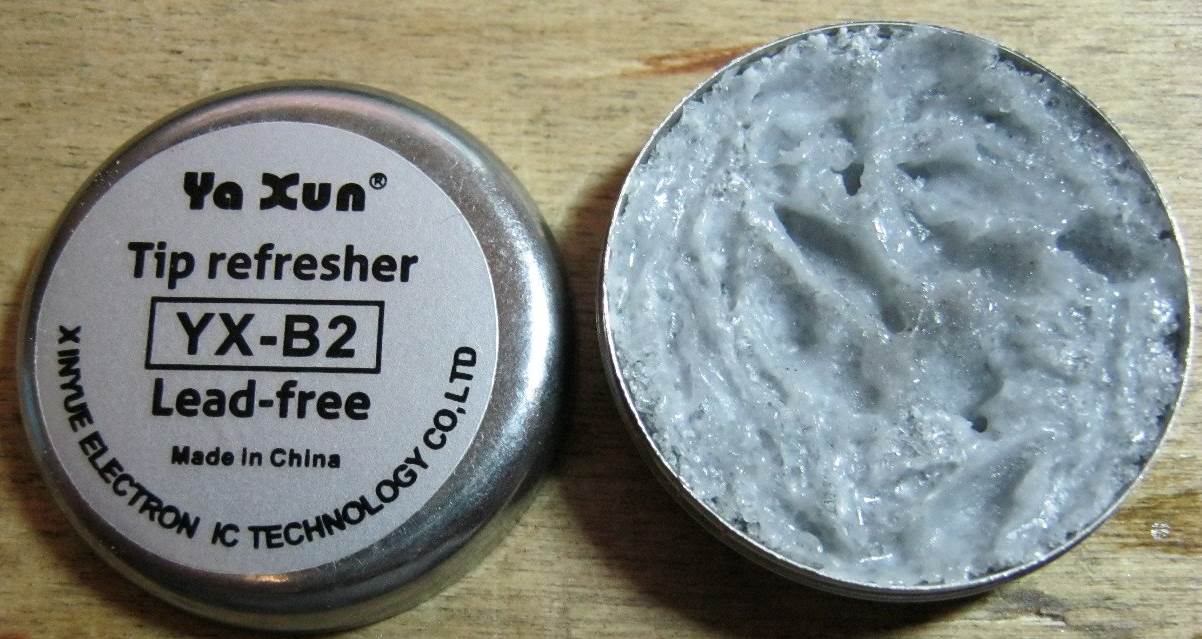 Ya Xun®
Tip refresher
YX-B2
Lead-free
Made in China
XINYUE ELECTRON IC TECHNOLOGY CO,LTD